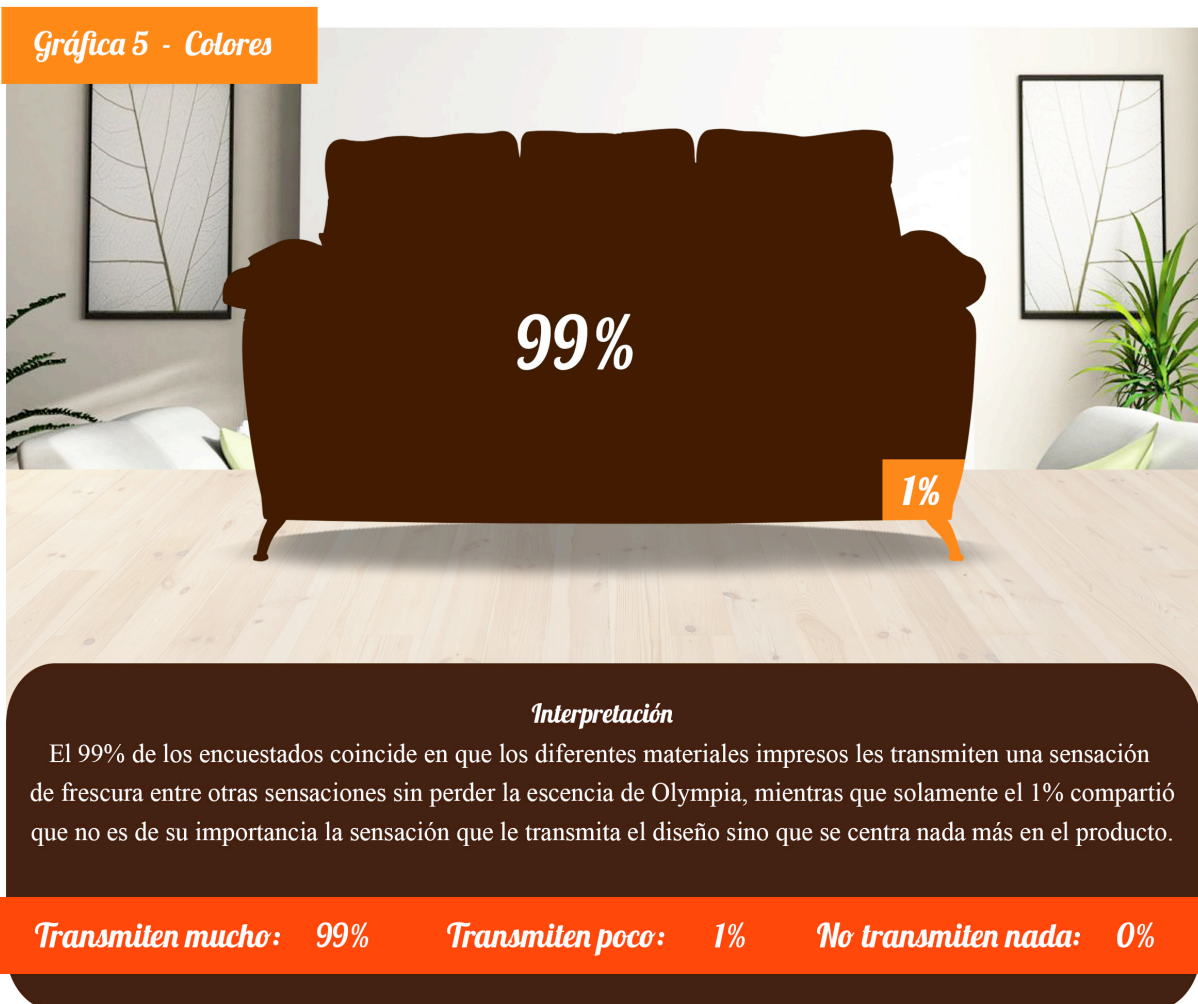 Gráfica 5 - Colores
99%
1%
Interpretación
El 99% de los encuestados coincide en que los diferentes materiales impresos les transmiten una sensación
de frescura entre otras sensaciones sin perder la escencia de Olympia, mientras que solamente el 1% compartió
que no es de su importancia la sensación que le transmita el diseño sino que se centra nada más en el producto.
Transmiten mucho: 99% Transmiten poco: 1% No transmiten nada: 0%